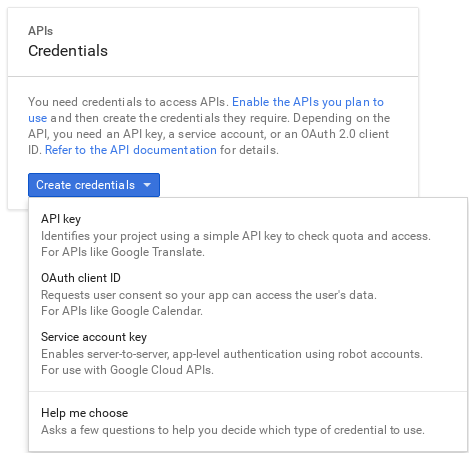 APIs
Credentials
You need credentials to access APIs. Enable the APIs you plan to
use and then create the credentials they require. Depending on the
API, you need an API key, a service account, or an OAuth 2.0 client
ID. Refer to the API documentation for details.
Create credentials
API key
Identifies your project using a simple API key to check quota and access.
For APIs like Google Translate.
OAuth client ID
Requests user consent so your app can access the user's data.
For APIs like Google Calendar.
Service account key
Enables server-to-server, app-level authentication using robot accounts.
For use with Google Cloud APIs.
Help me choose
Asks a few questions to help you decide which type of credential to use.